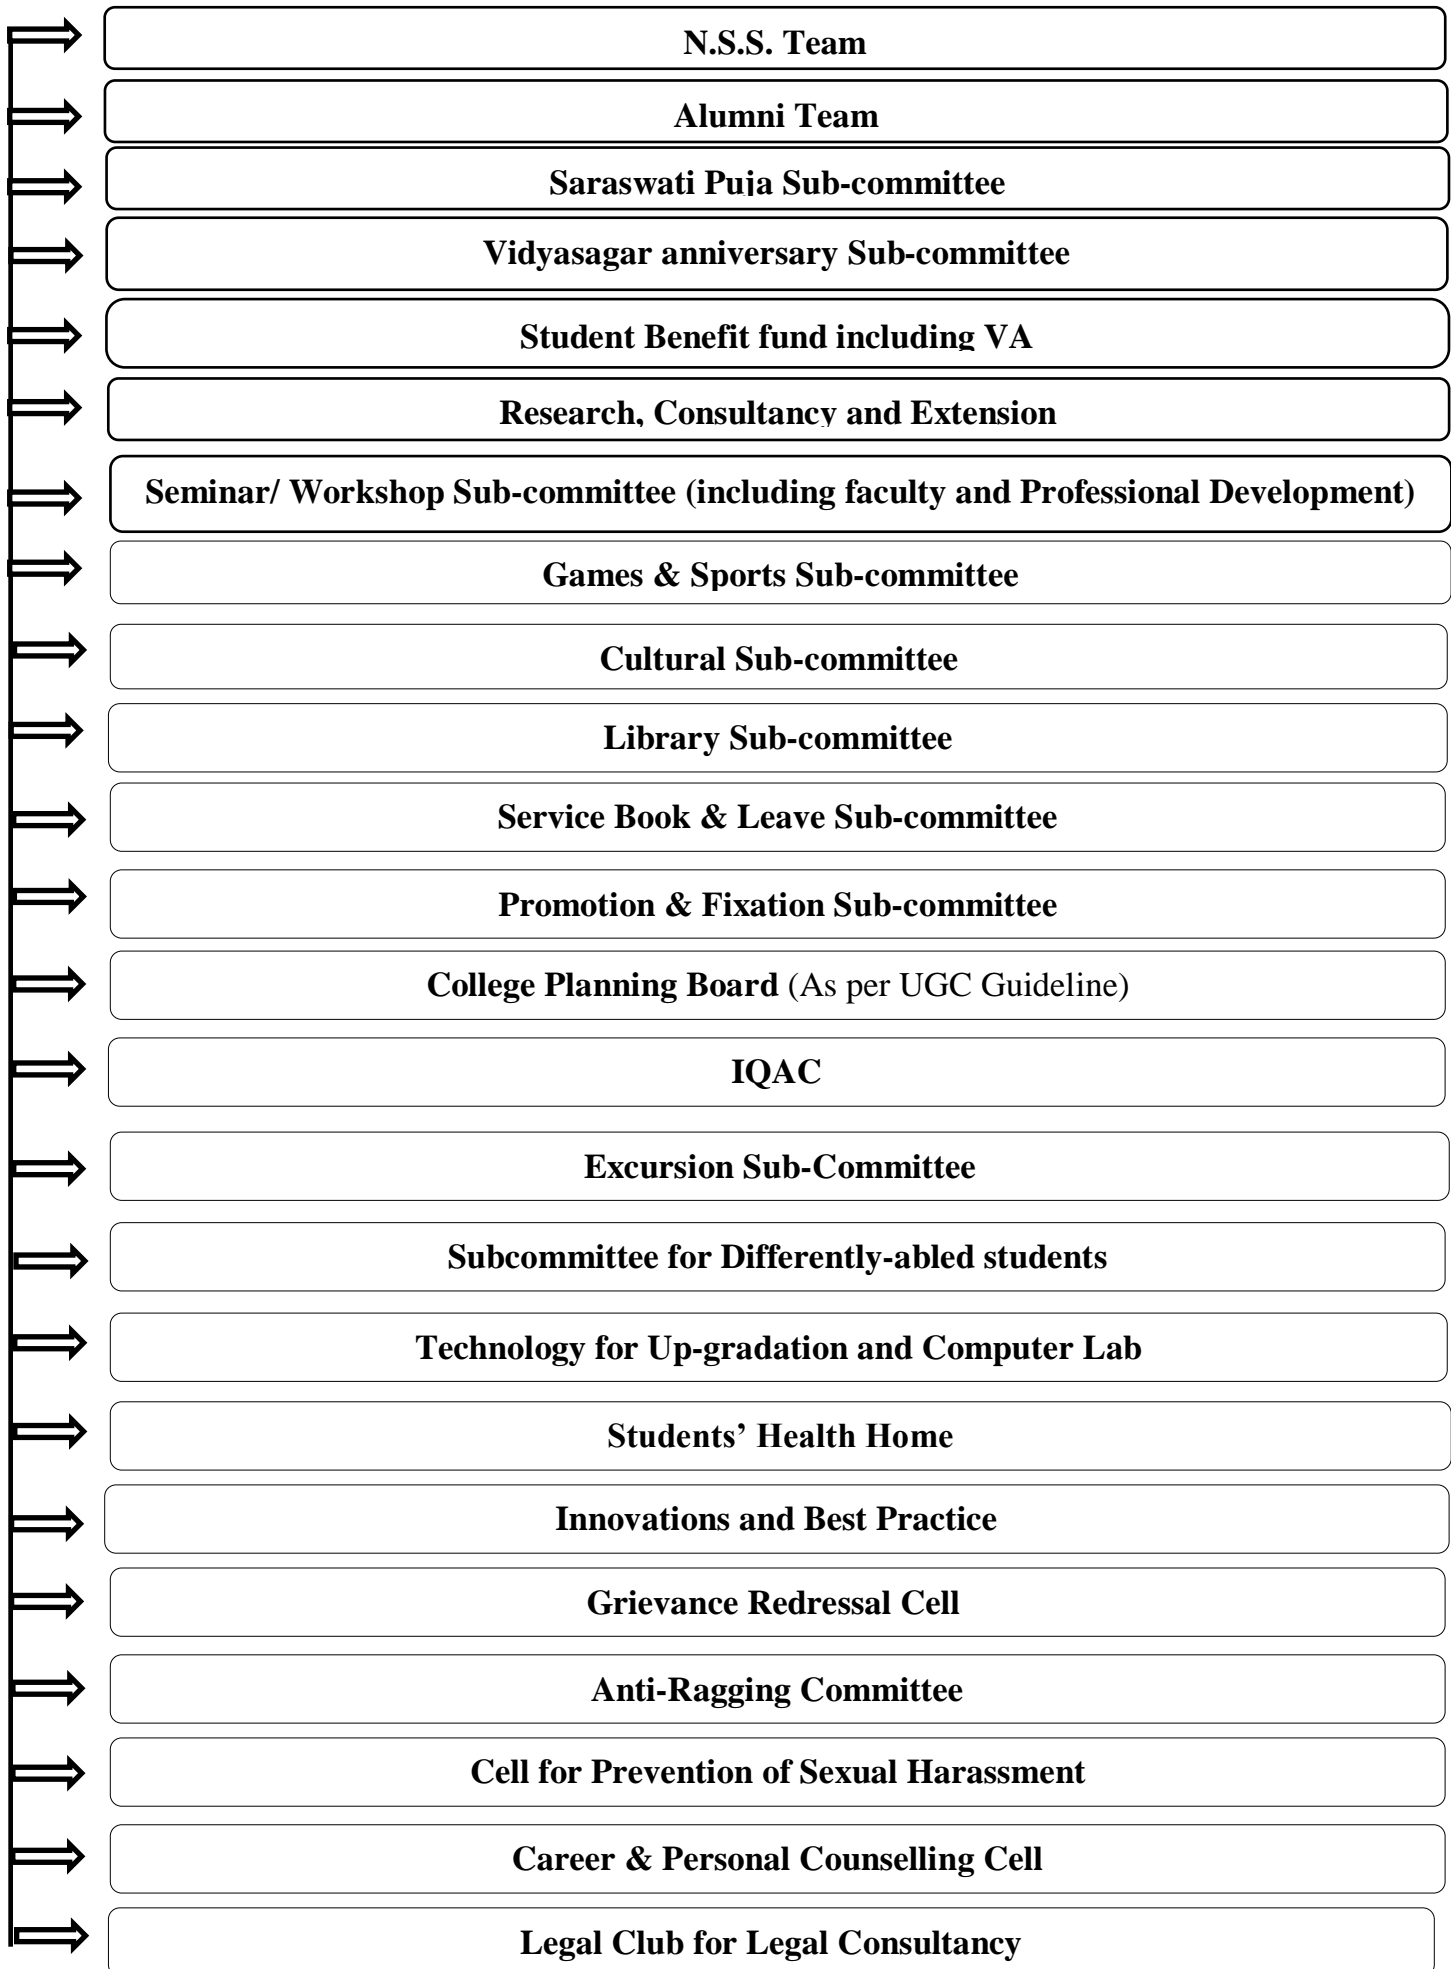 N.S.S. Team
Alumni Team
Saraswati Puja Sub-committee
Vidyasagar anniversary Sub-committee
Student Benefit fund including VA
Research, Consultancy and Extension
Seminar/ Workshop Sub-committee (including faculty and Professional Development)
Games & Sports Sub-committee
Cultural Sub-committee
Library Sub-committee
Service Book & Leave Sub-committee
Promotion & Fixation Sub-committee
College Planning Board (As per UGC Guideline)
IQAC
Excursion Sub-Committee
Subcommittee for Differently-abled students
Technology for Up-gradation and Computer Lab
Students’ Health Home
Innovations and Best Practice
Grievance Redressal Cell
Anti-Ragging Committee
Cell for Prevention of Sexual Harassment
Career & Personal Counselling Cell
Legal Club for Legal Consultancy